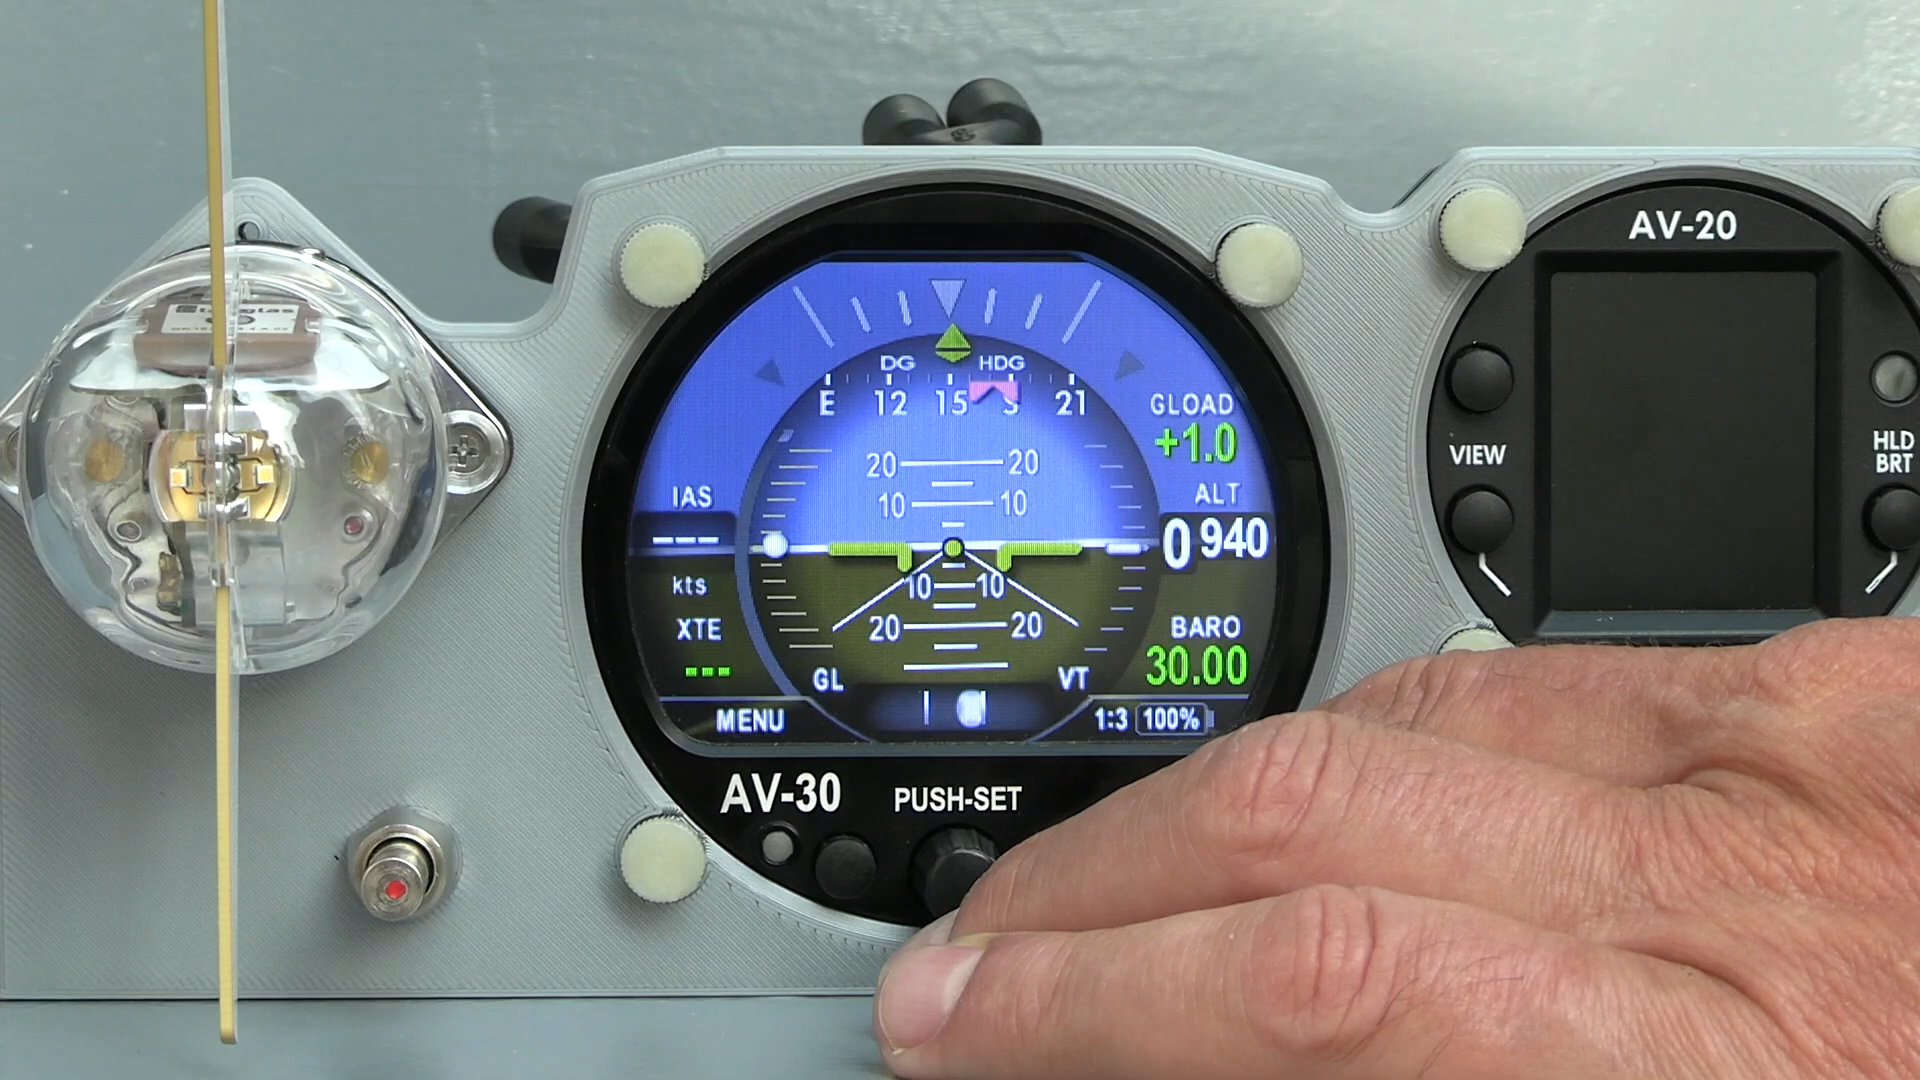 AV-20
DG HDG
E 12 15 S 21
GLOAD
+1.0
VIEW
HLD
BRT
20 20
IAS
ALT
10 10
--- 0 940
kts
10 10
XTE
20 20
BARO
---
30.00
GL VT
MENU
1:3 100%
AV-30
PUSH-SET